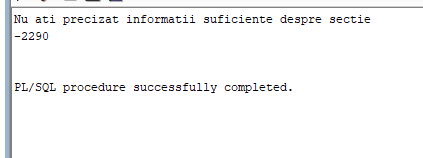 Nu ati precizat informatii suficiente despre sectie
-2290
PL/SQL procedure successfully completed.